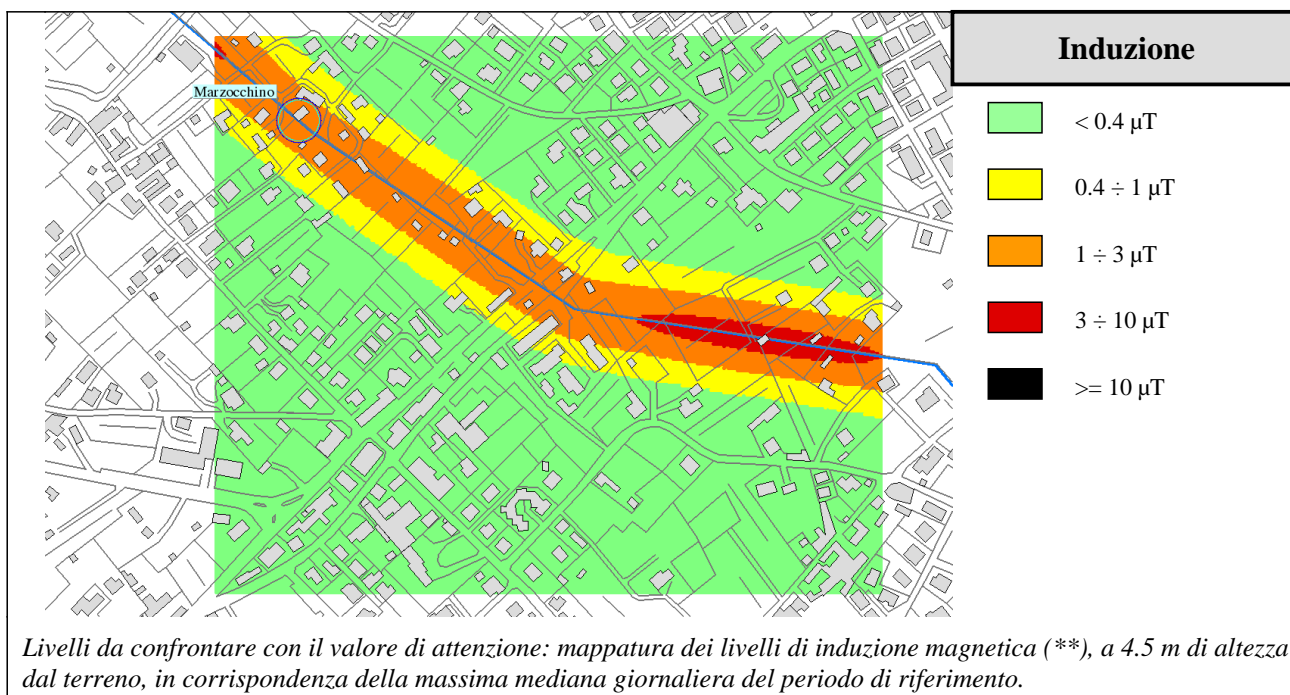 Induzione
Marzocchino
< 0.4 µT
0.4 ÷ 1 µT
1 ÷ 3 µT
3 ÷ 10 µT
>= 10 µT
Livelli da confrontare con il valore di attenzione: mappatura dei livelli di induzione magnetica (**), a 4.5 m di altezza
dal terreno, in corrispondenza della massima mediana giornaliera del periodo di riferimento.